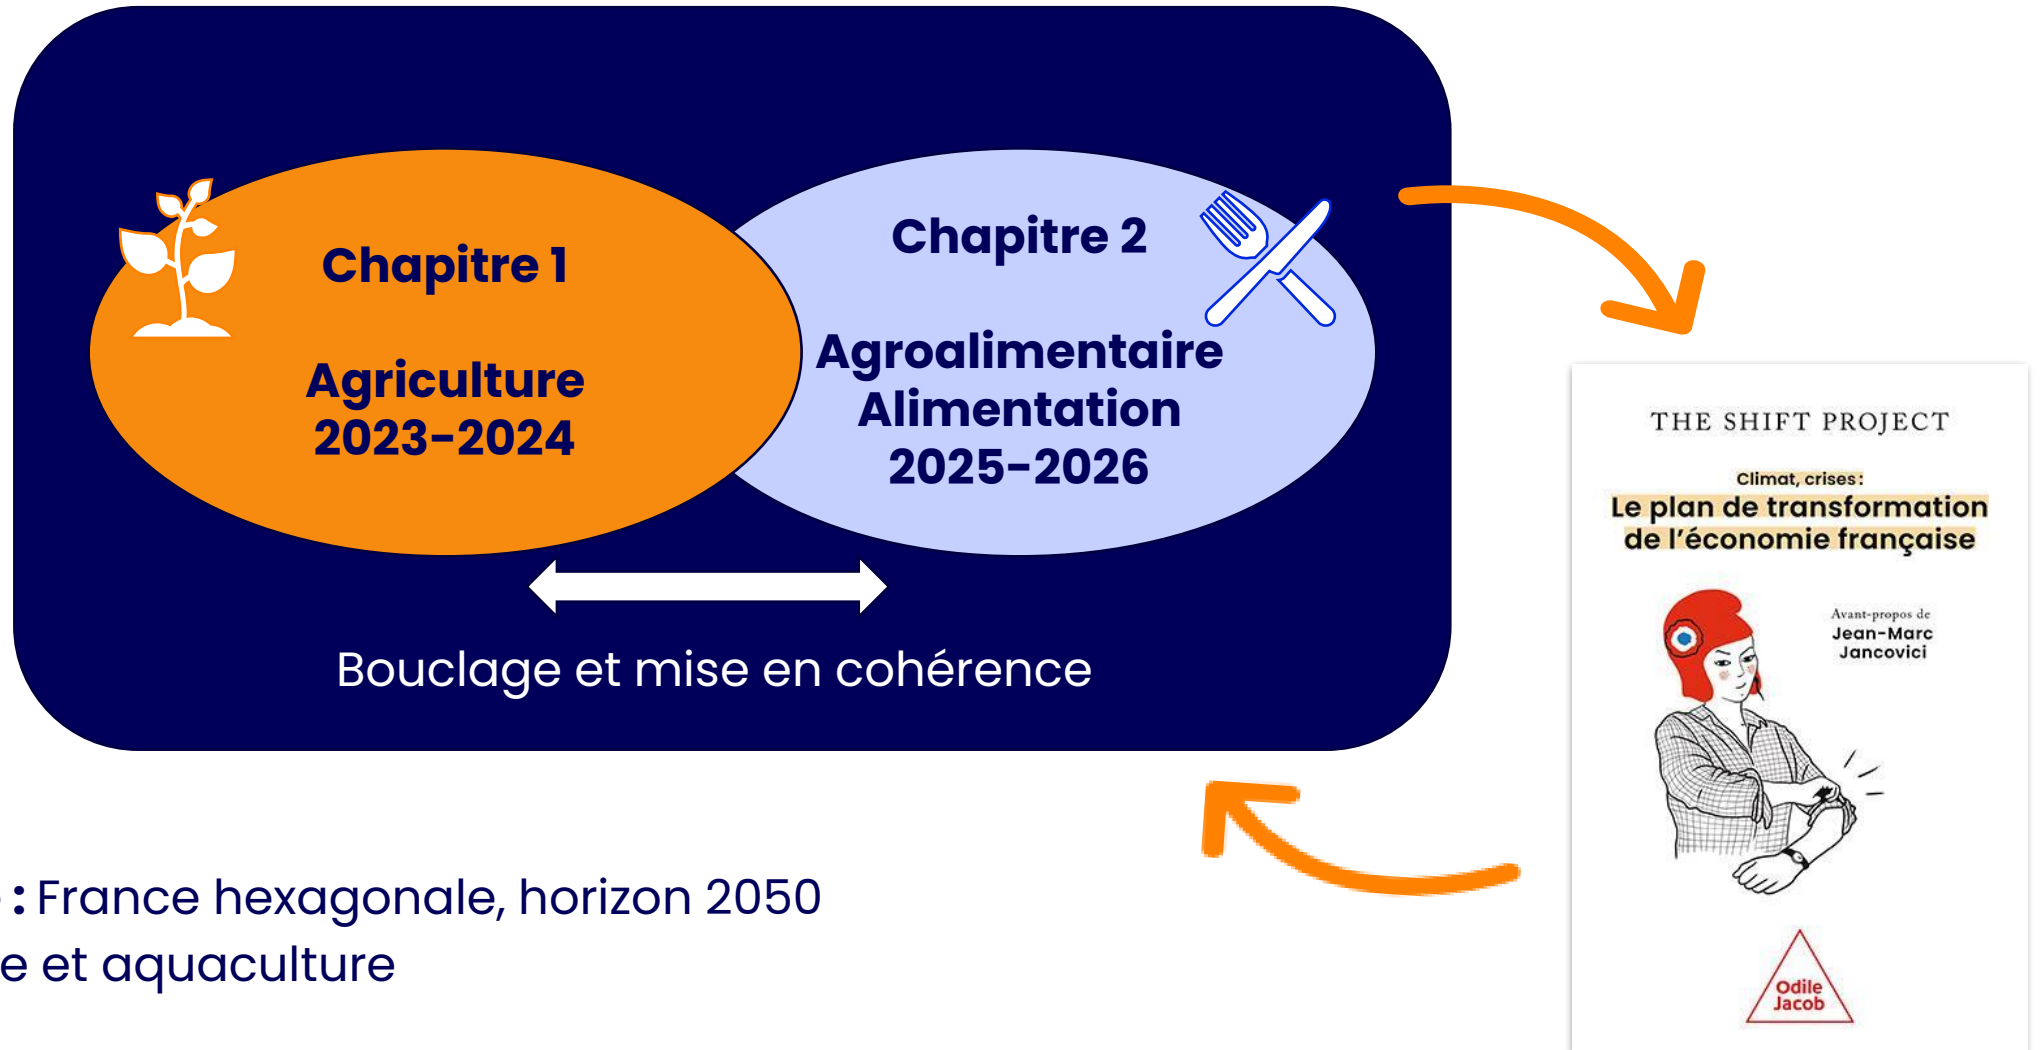 Chapitre 1
Agriculture
2023-2024
Chapitre 2
Agroalimentaire
Alimentation
2025-2026
Bouclage et mise en cohérence
: France hexagonale, horizon 2050
e et aquaculture
THE SHIFT PROJECT
Climat, crises :
Le plan de transformation
de l’économie française
Avant-propos de
Jean-Marc
Jancovici
Odile
Jacob